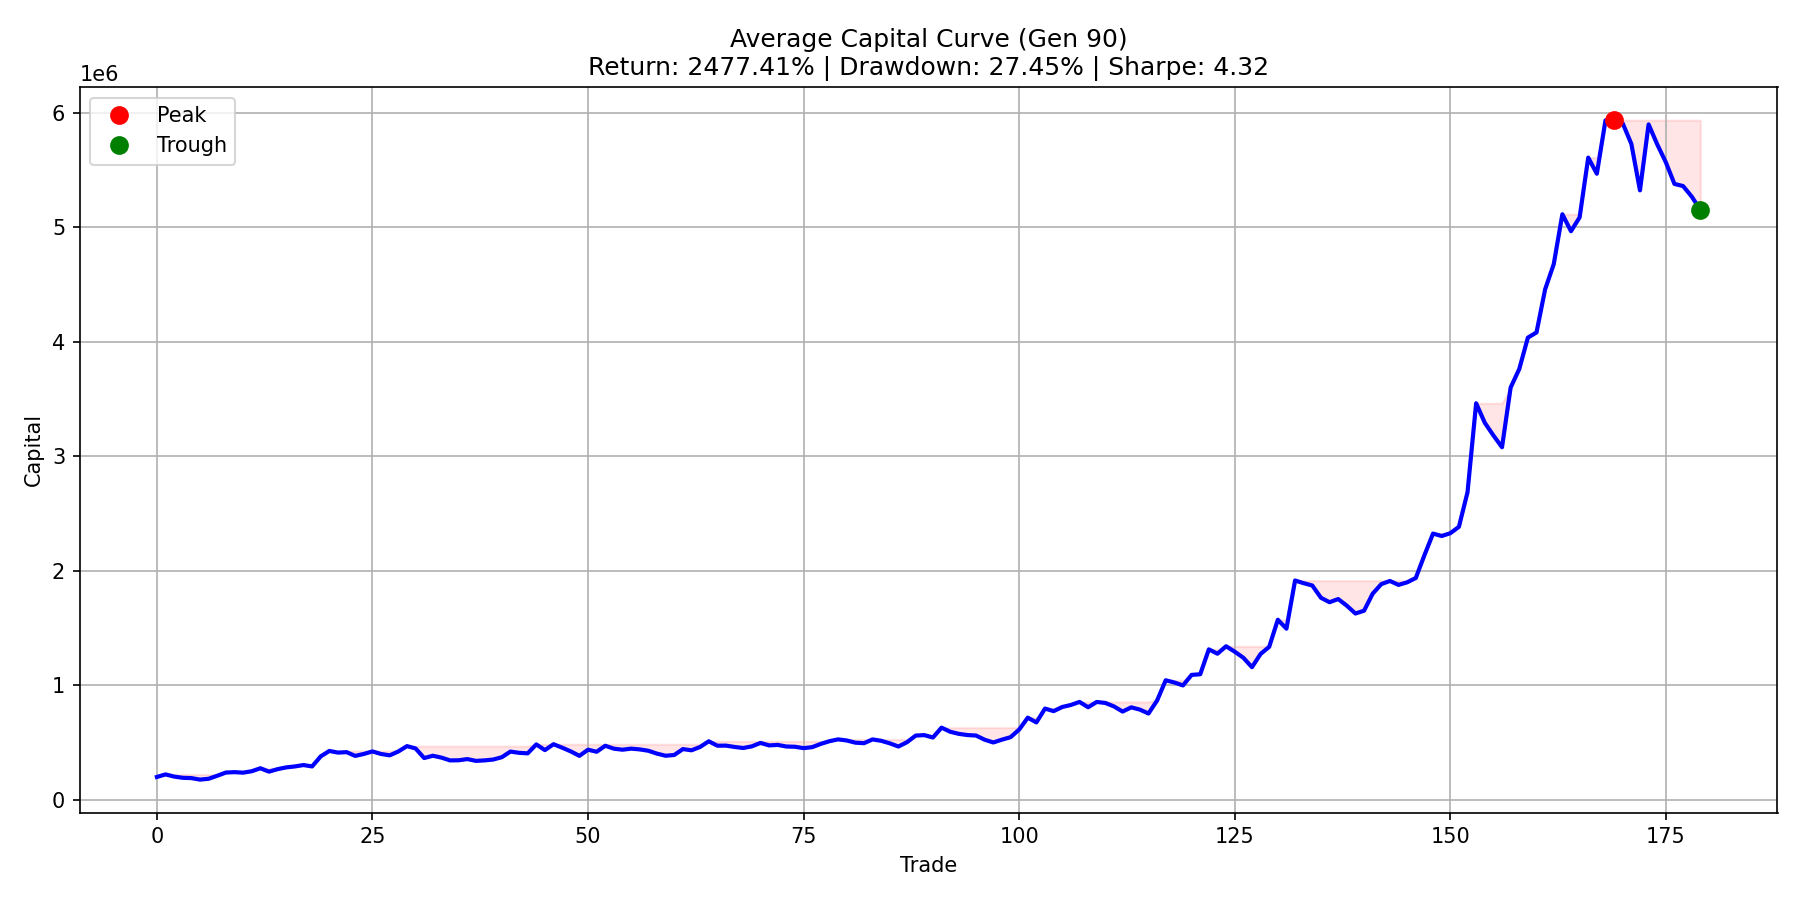 Average Capital Curve (Gen 90)
Return: 2477.41% | Drawdown: 27.45% | Sharpe: 4.32
1e6
Peak
Trough
6
5
4
3
2
1
0
Capital
0 25 50 75 100 125 150 175
Trade